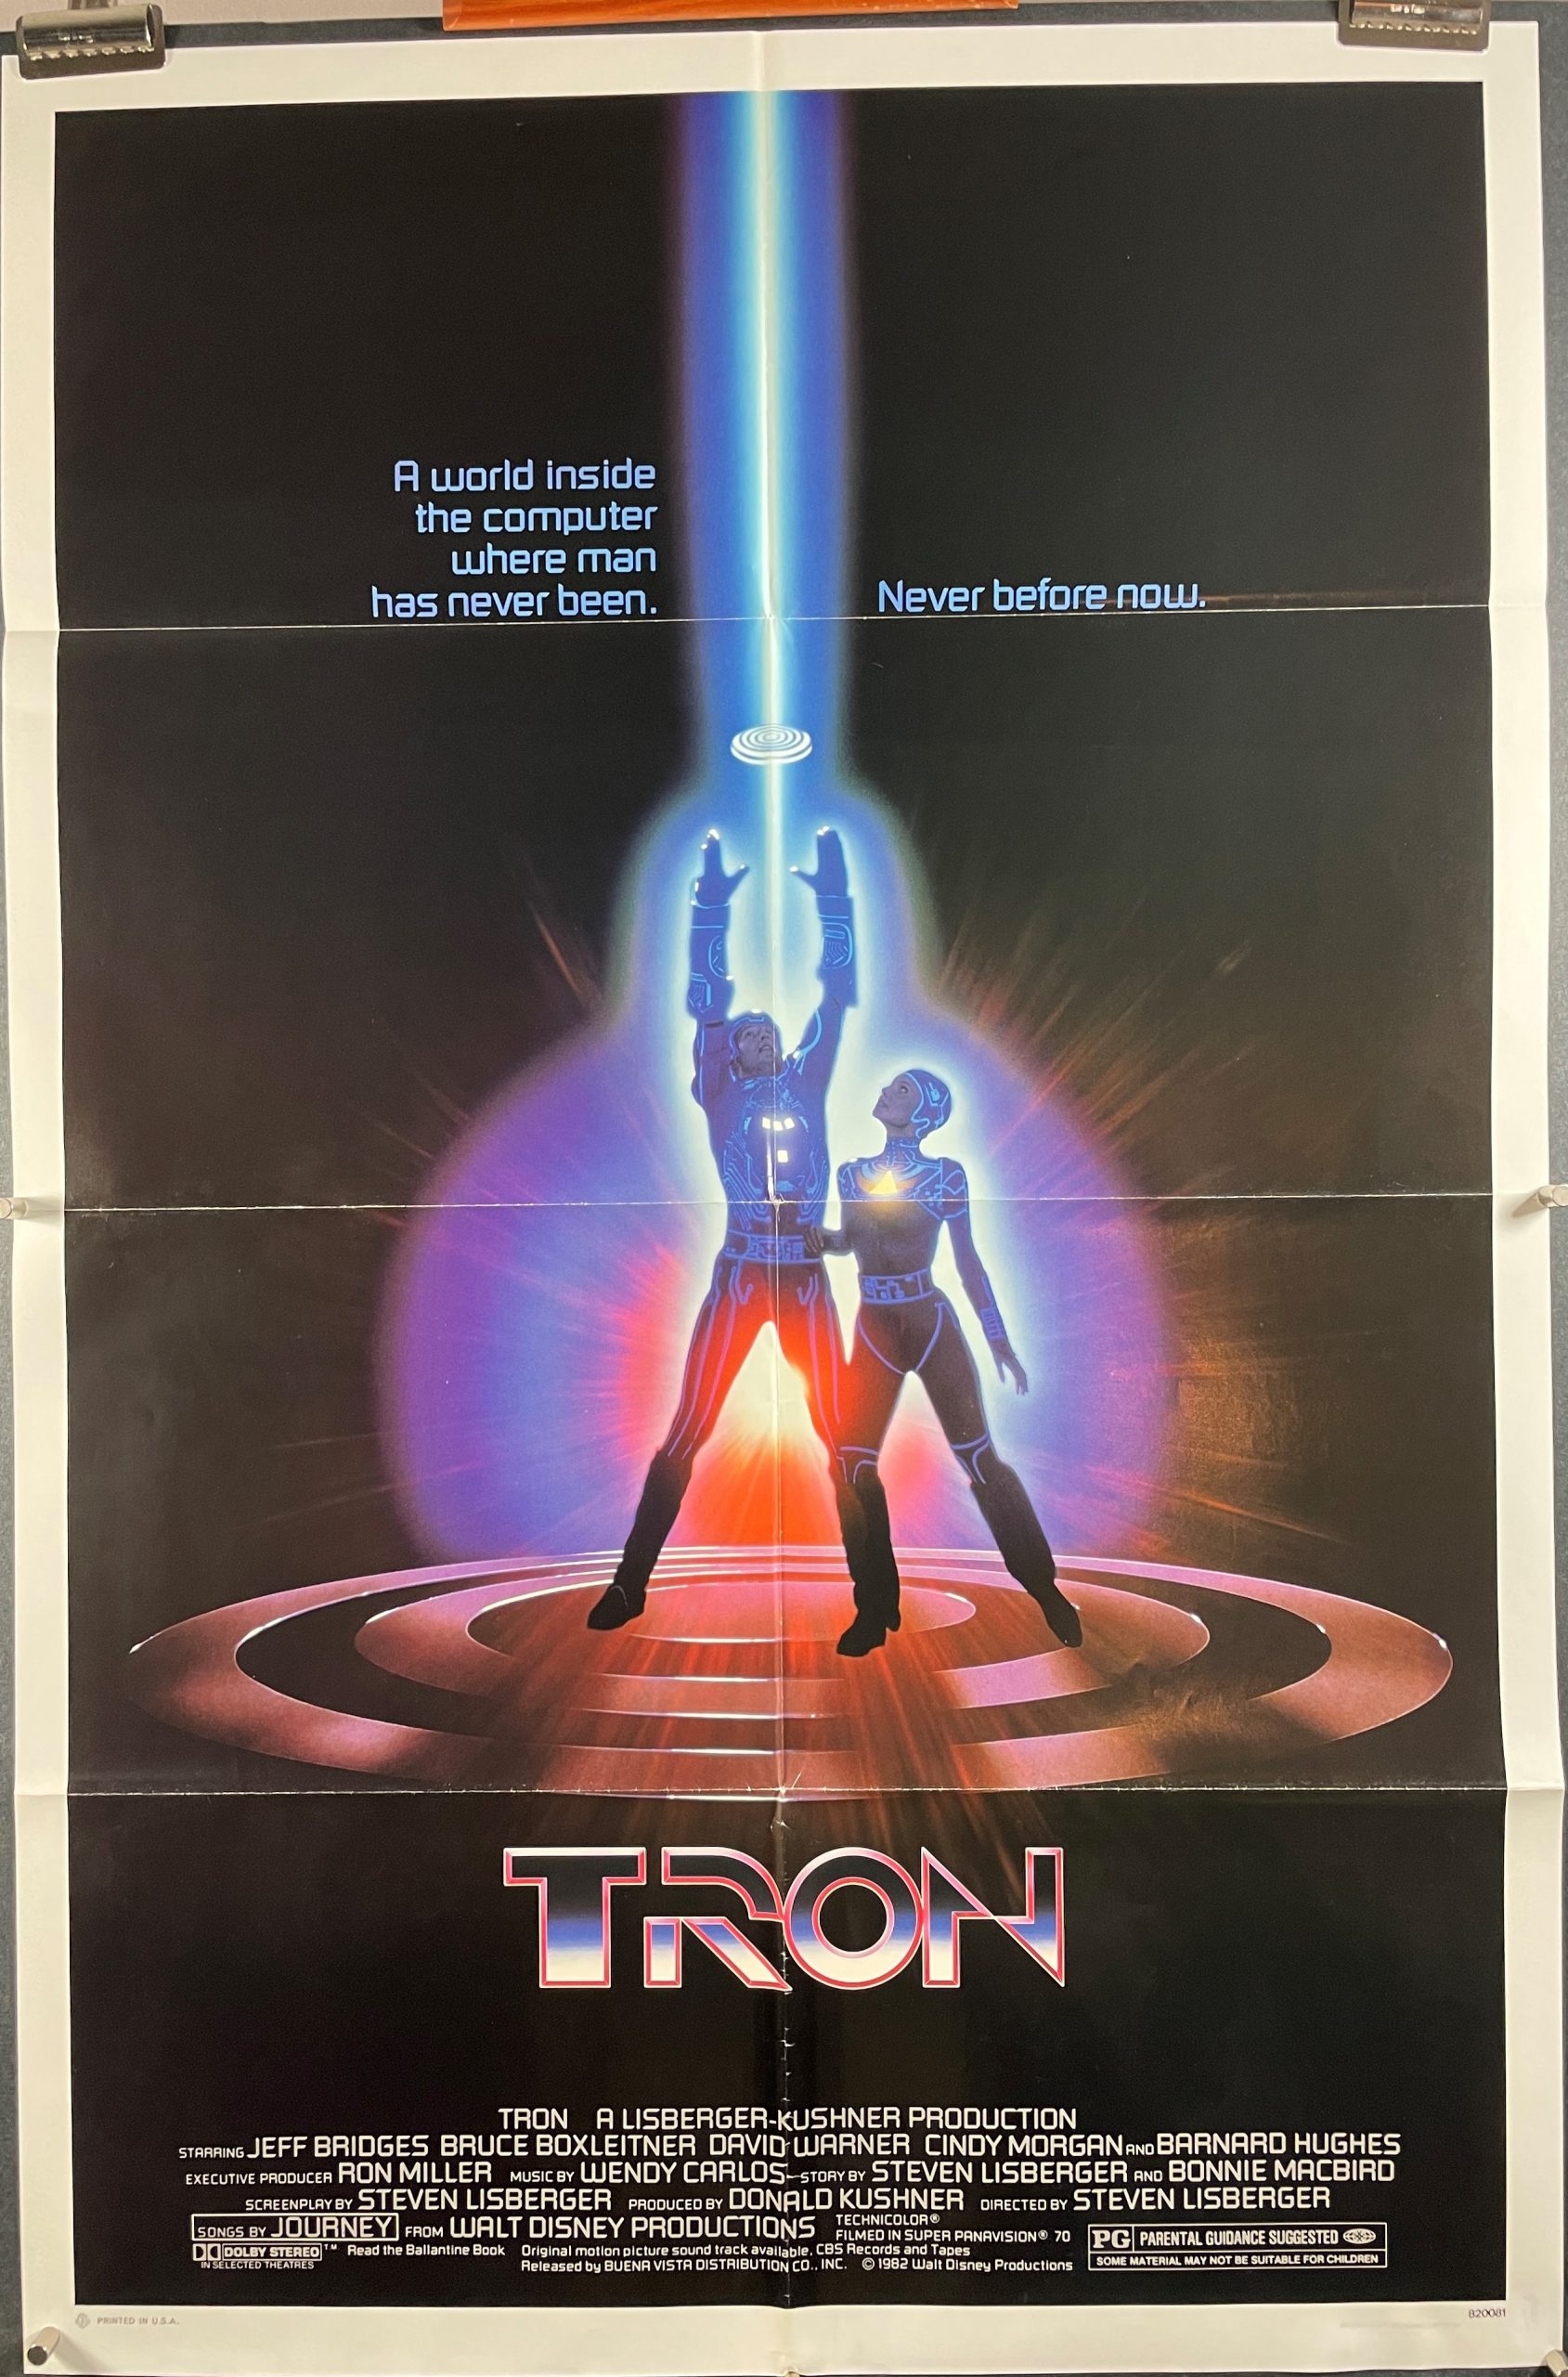 A world inside
the computer
where man
has never been.
Never before now.
TRON
TRON A LISBERGER-KUSHNER PRODUCTION
STARRING JEFF BRIDGES BRUCE BOXLEITNER DAVID WARNER CINDY MORGAN AND BARNARD HUGHES
EXECUTIVE PRODUCER RON MILLER MUSIC BY WENDY CARLOS STORY BY STEVEN LISBERGER AND BONNIE MACBIRD
SCREENPLAY BY STEVEN LISBERGER PRODUCED BY DONALD KUSHNER DIRECTED BY STEVEN LISBERGER
SONGS BY JOURNEY FROM WALT DISNEY PRODUCTIONS
TECHNICOLOR®
FILMED IN SUPER PANAVISION® 70
DOLBY STEREO™
IN SELECTED THEATRES
Read the Ballantine Book
Original motion picture sound track available, CBS Records and Tapes
Released by BUENA VISTA DISTRIBUTION CO., INC. © 1982 Walt Disney Productions
PG PARENTAL GUIDANCE SUGGESTED
SOME MATERIAL MAY NOT BE SUITABLE FOR CHILDREN
PRINTED IN U.S.A.
820081